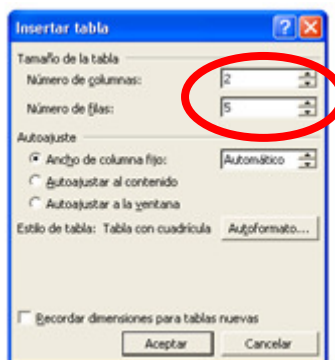 Insertar tabla
Tamaño de la tabla
Número de columnas: 2
Número de filas: 5
Autoajuste
Ancho de columna fijo: Automático
Autoajustar al contenido
Autoajustar a la ventana
Estilo de tabla: Tabla con cuadrícula Autoformato...
Recordar dimensiones para tablas nuevas
Aceptar Cancelar